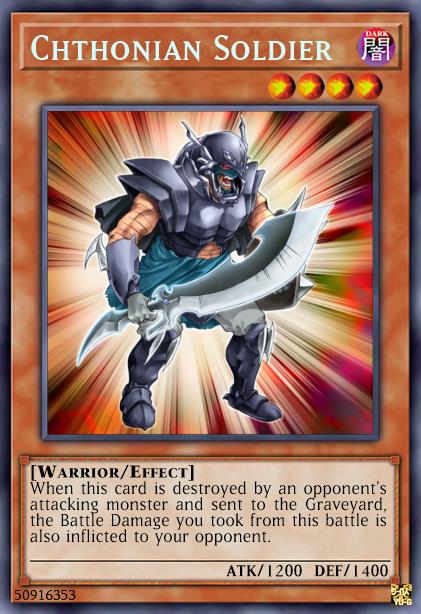 Chthonian Soldier
DARK
闇
[Warrior/Effect]
When this card is destroyed by an opponent's
attacking monster and sent to the Graveyard,
the Battle Damage you took from this battle is
also inflicted to your opponent.
ATK/1200 DEF/1400
50916353